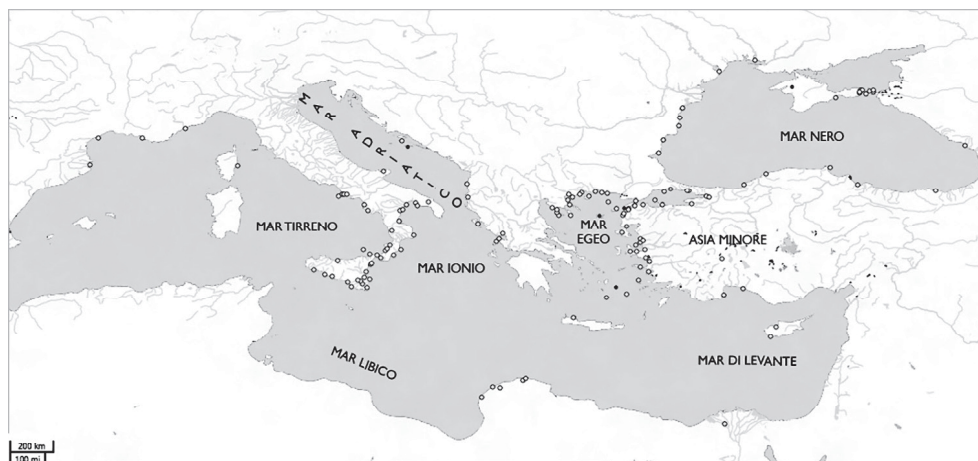 MAR ADRIATICO
MAR NERO
MAR TIRRENO
MAR
EGEO
ASIA MINORE
MAR IONIO
MAR LIBICO
MAR DI LEVANTE
200 km
100 mi